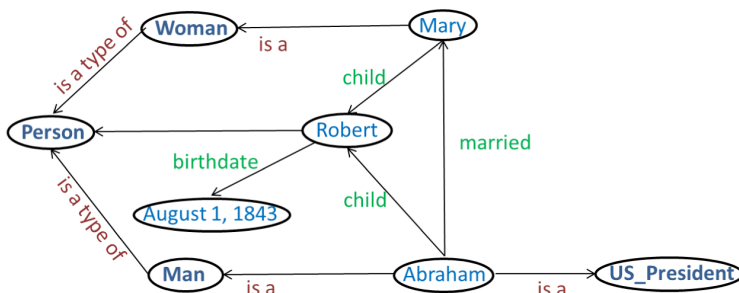 Woman
Mary
is a
is a type of
child
Person
Robert
birthdate
married
August 1, 1843
child
is a type of
Man
Abraham
US_President
is a
is a